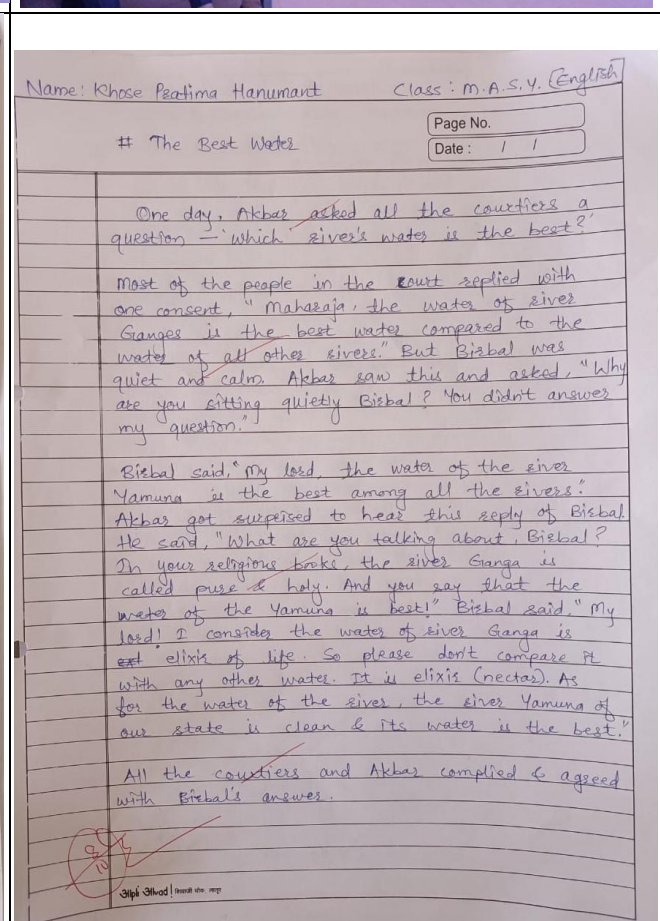 Name: Khose Pratima Hanumant Class: M.A.S.Y. (English)
Page No.
# The Best Water
Date : / /
One day, Akbar asked all the courtiers a
question – 'which river's water is the best?'
Most of the people in the court replied with
one consent, "Maharaja, the water of river
Ganges is the best water compared to the
water of all other rivers." But Birbal was
quiet and calm. Akbar saw this and asked, "Why
are you sitting quietly Birbal? You didn't answer
my question."
Birbal said, "My lord, the water of the river
Yamuna is the best among all the rivers."
Akbar got surprised to hear this reply of Birbal.
He said, "What are you talking about, Birbal?
In your religious books, the river Ganga is
called pure & holy. And you say that the
water of the Yamuna is best!" Birbal said, "My
lord! I consider the water of river Ganga is
elixir of life. So please don't compare it
with any other water. It is elixir (nectar). As
for the water of the river, the river Yamuna of
our state is clean & its water is the best."
All the courtiers and Akbar complied & agreed
with Birbal's answer.
10